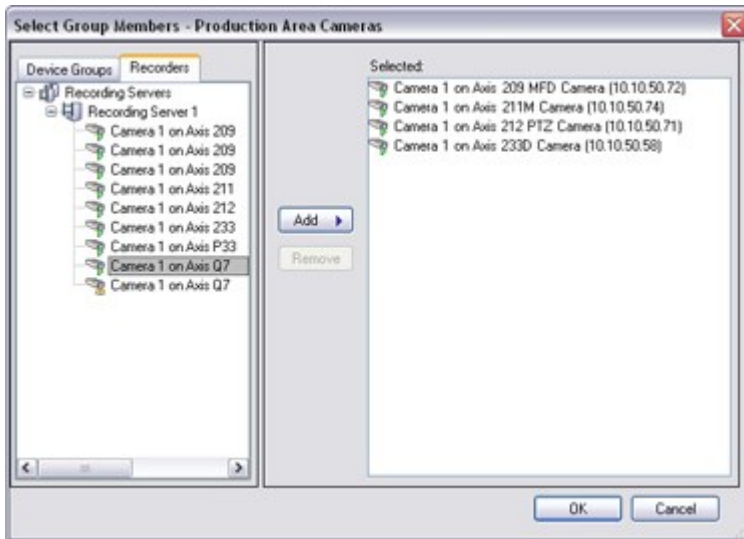 Select Group Members - Production Area Cameras
Device Groups Recorders
Recording Servers
Recording Server 1
Camera 1 on Axis 209
Camera 1 on Axis 209
Camera 1 on Axis 209
Camera 1 on Axis 211
Camera 1 on Axis 212
Camera 1 on Axis 233
Camera 1 on Axis P33
Camera 1 on Axis Q7
Camera 1 on Axis Q7
Add
Remove
Selected:
Camera 1 on Axis 209 MFD Camera (10.10.50.72)
Camera 1 on Axis 211M Camera (10.10.50.74)
Camera 1 on Axis 212 PTZ Camera (10.10.50.71)
Camera 1 on Axis 233D Camera (10.10.50.58)
OK Cancel